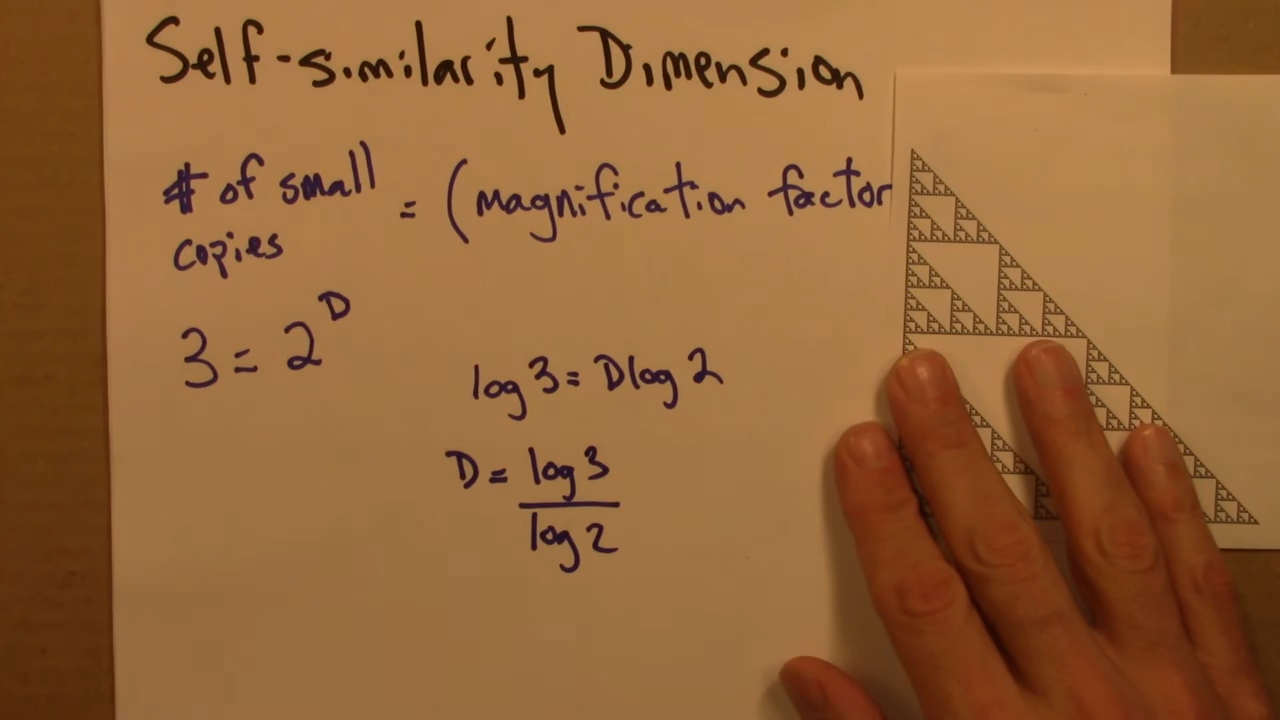 Self-similarity Dimension
# of small copies = (magnification factor
3 = 2^D
log 3 = D log 2
D = log 3 / log 2